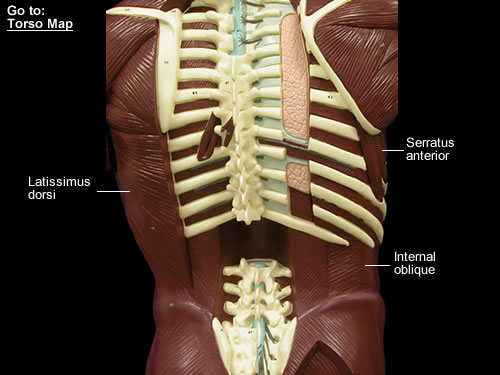 Go to:
Torso Map
Serratus
anterior
Latissimus
dorsi
Internal
oblique